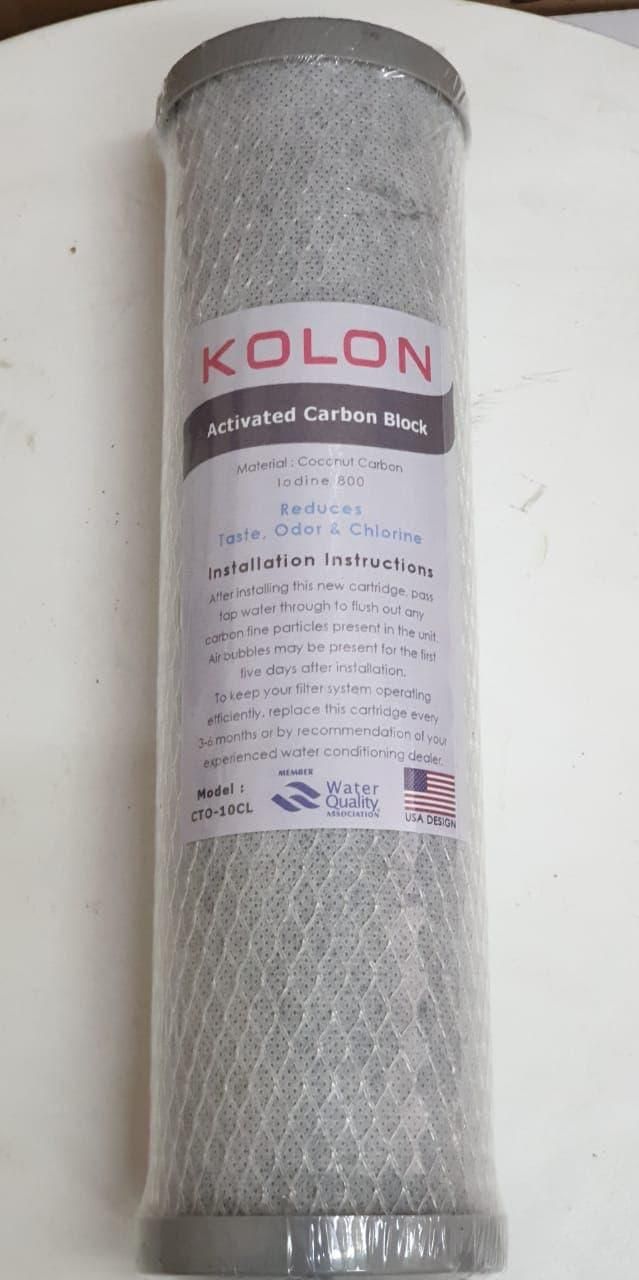 KOLON
Activated Carbon Block
Material : Coconut Carbon
Iodine 800
Reduces
Taste, Odor & Chlorine
Installation Instructions
After installing this new cartridge, pass
tap water through to flush out any
carbon fine particles present in the unit.
Air bubbles may be present for the first
five days after installation.
To keep your filter system operating
efficiently, replace this cartridge every
3-6 months or by recommendation of your
experienced water conditioning dealer.
Model :
CTO-10CL
MEMBER
Water
Quality
ASSOCIATION
USA DESIGN